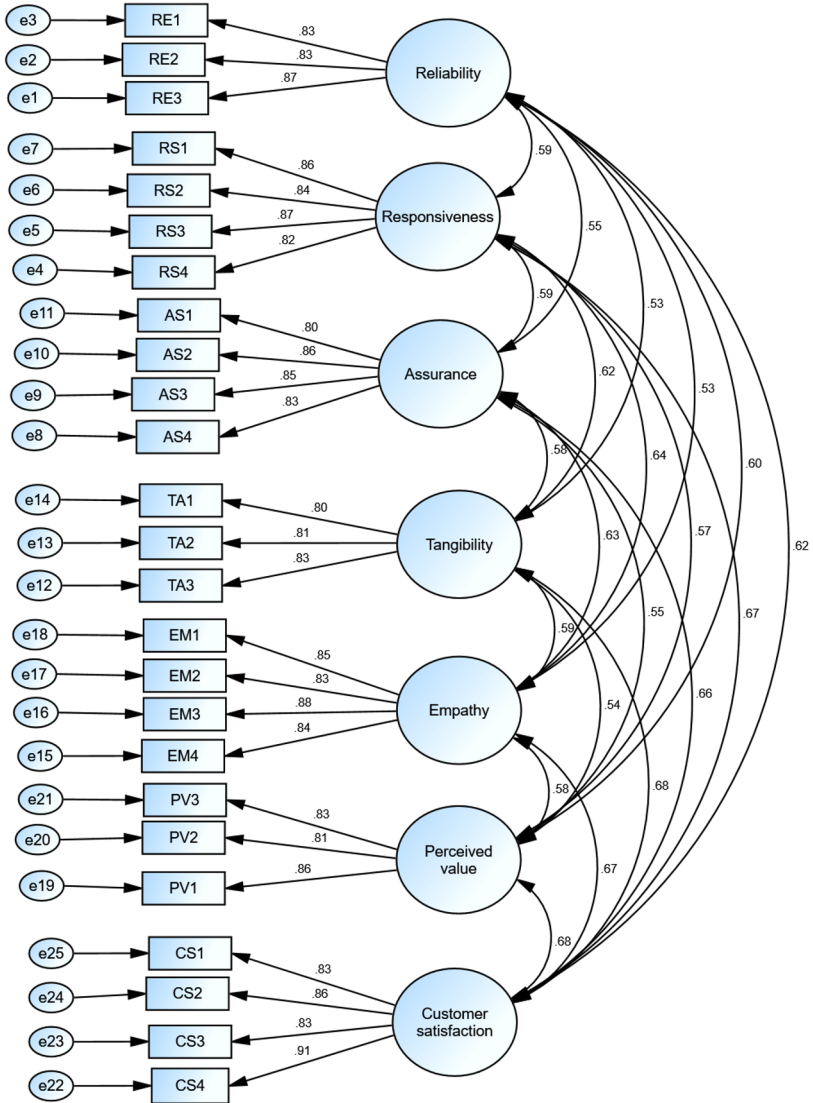 e3 RE1 .83
e2 RE2 .83 Reliability
e1 RE3 .87
e7 RS1 .86 .59
e6 RS2 .84
e5 RS3 .87 Responsiveness .55
e4 RS4 .82
e11 AS1 .80 .59 .53
e10 AS2 .86 Assurance .62
e9 AS3 .85 .53
e8 AS4 .83
.58 .64 .60
e14 TA1 .80
e13 TA2 .81 Tangibility .63 .57 .62
e12 TA3 .83
e18 EM1 .85 .59 .55 .67
e17 EM2 .83
e16 EM3 .88 Empathy .54 .66
e15 EM4 .84
e21 PV3 .83 .58 .68
e20 PV2 .81 Perceived
value
e19 PV1 .86 .67
e25 CS1 .83 .68
e24 CS2 .86
Customer
satisfaction
e23 CS3 .83
e22 CS4 .91